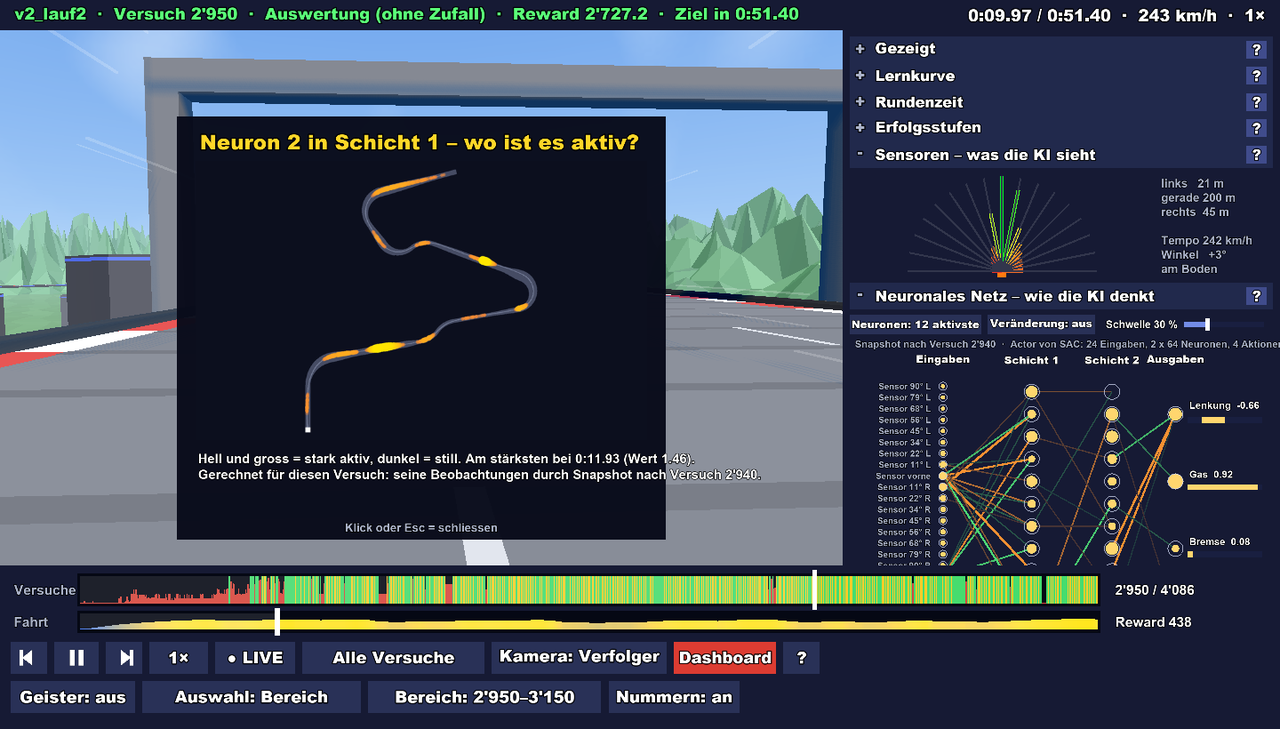 v2_lauf2 · Versuch 2'950 · Auswertung (ohne Zufall) · Reward 2'727.2 · Ziel in 0:51.40
0:09.97 / 0:51.40 · 243 km/h · 1×
Neuron 2 in Schicht 1 – wo ist es aktiv?
Hell und gross = stark aktiv, dunkel = still. Am stärksten bei 0:11.93 (Wert 1.46).
Gerechnet für diesen Versuch: seine Beobachtungen durch Snapshot nach Versuch 2'940.
Klick oder Esc = schliessen
+ Gezeigt ?
+ Lernkurve ?
+ Rundenzeit ?
+ Erfolgsstufen ?
- Sensoren – was die KI sieht ?
links 21 m
gerade 200 m
rechts 45 m
Tempo 242 km/h
Winkel +3°
am Boden
- Neuronales Netz – wie die KI denkt ?
Neuronen: 12 aktivste Veränderung: aus Schwelle 30 %
Snapshot nach Versuch 2'940 · Actor von SAC: 24 Eingaben, 2 x 64 Neuronen, 4 Aktionen
Eingaben Schicht 1 Schicht 2 Ausgaben
Sensor 90° L
Sensor 79° L
Sensor 68° L
Sensor 56° L
Sensor 45° L
Sensor 34° L
Sensor 22° L
Sensor 11° L
Sensor vorne
Sensor 11° R
Sensor 22° R
Sensor 34° R
Sensor 45° R
Sensor 56° R
Sensor 68° R
Sensor 79° R
Lenkung -0.66
Gas 0.92
Bremse 0.08
Versuche 2'950 / 4'086
Fahrt Reward 438
1× ● LIVE Alle Versuche Kamera: Verfolger Dashboard ?
Geister: aus Auswahl: Bereich Bereich: 2'950–3'150 Nummern: an